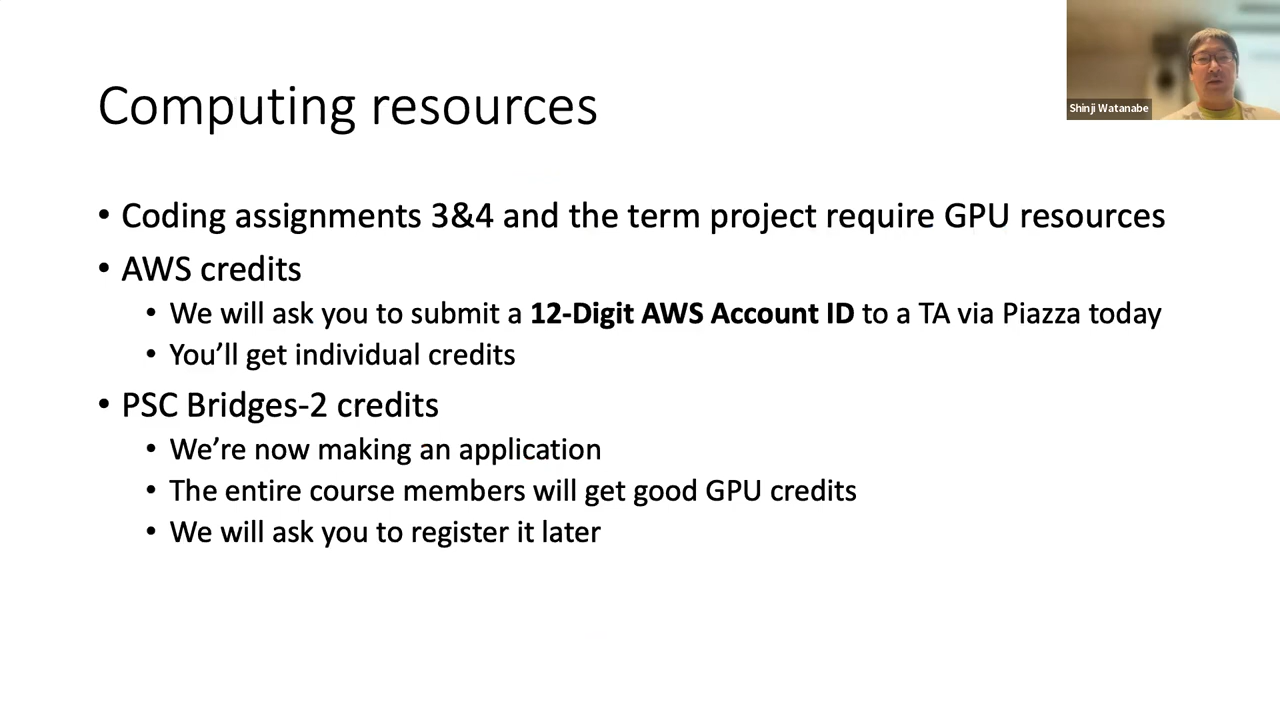 Computing resources
Shinji Watanabe
• Coding assignments 3&4 and the term project require GPU resources
• AWS credits
• We will ask you to submit a 12-Digit AWS Account ID to a TA via Piazza today
• You’ll get individual credits
• PSC Bridges-2 credits
• We’re now making an application
• The entire course members will get good GPU credits
• We will ask you to register it later